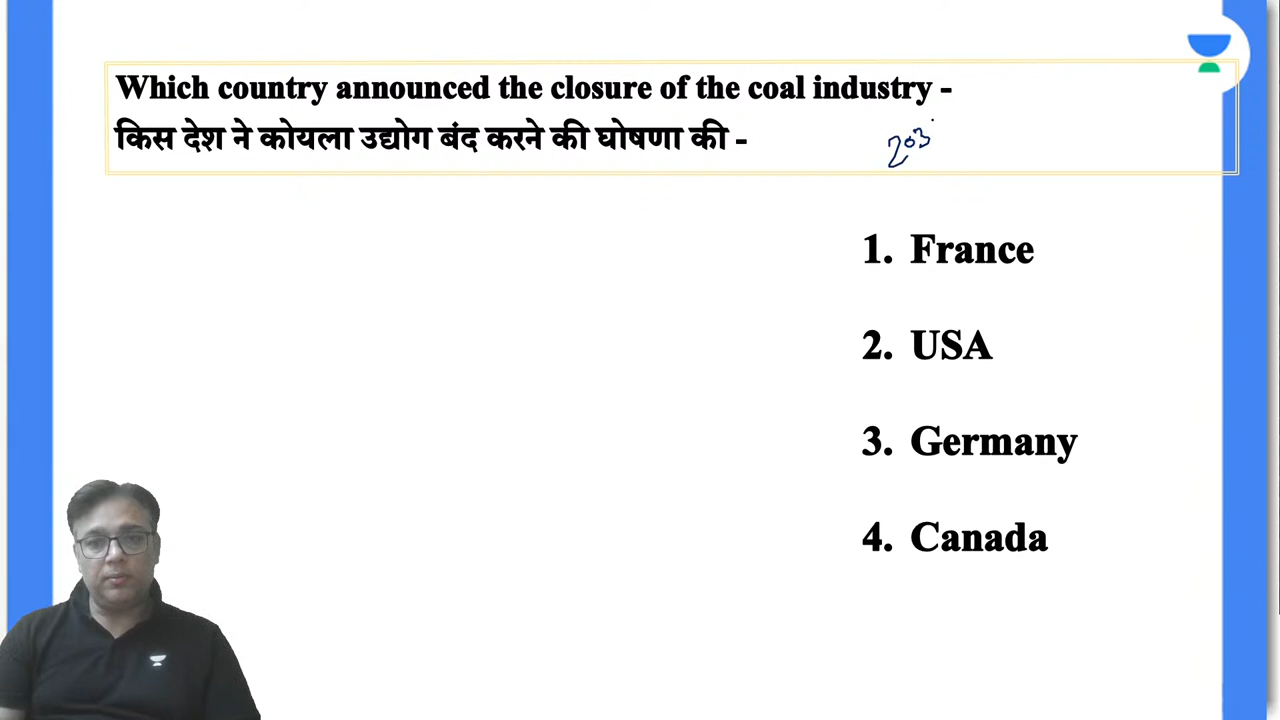 Which country announced the closure of the coal industry -
किस देश ने कोयला उद्योग बंद करने की घोषणा की -
203
1. France
2. USA
3. Germany
4. Canada